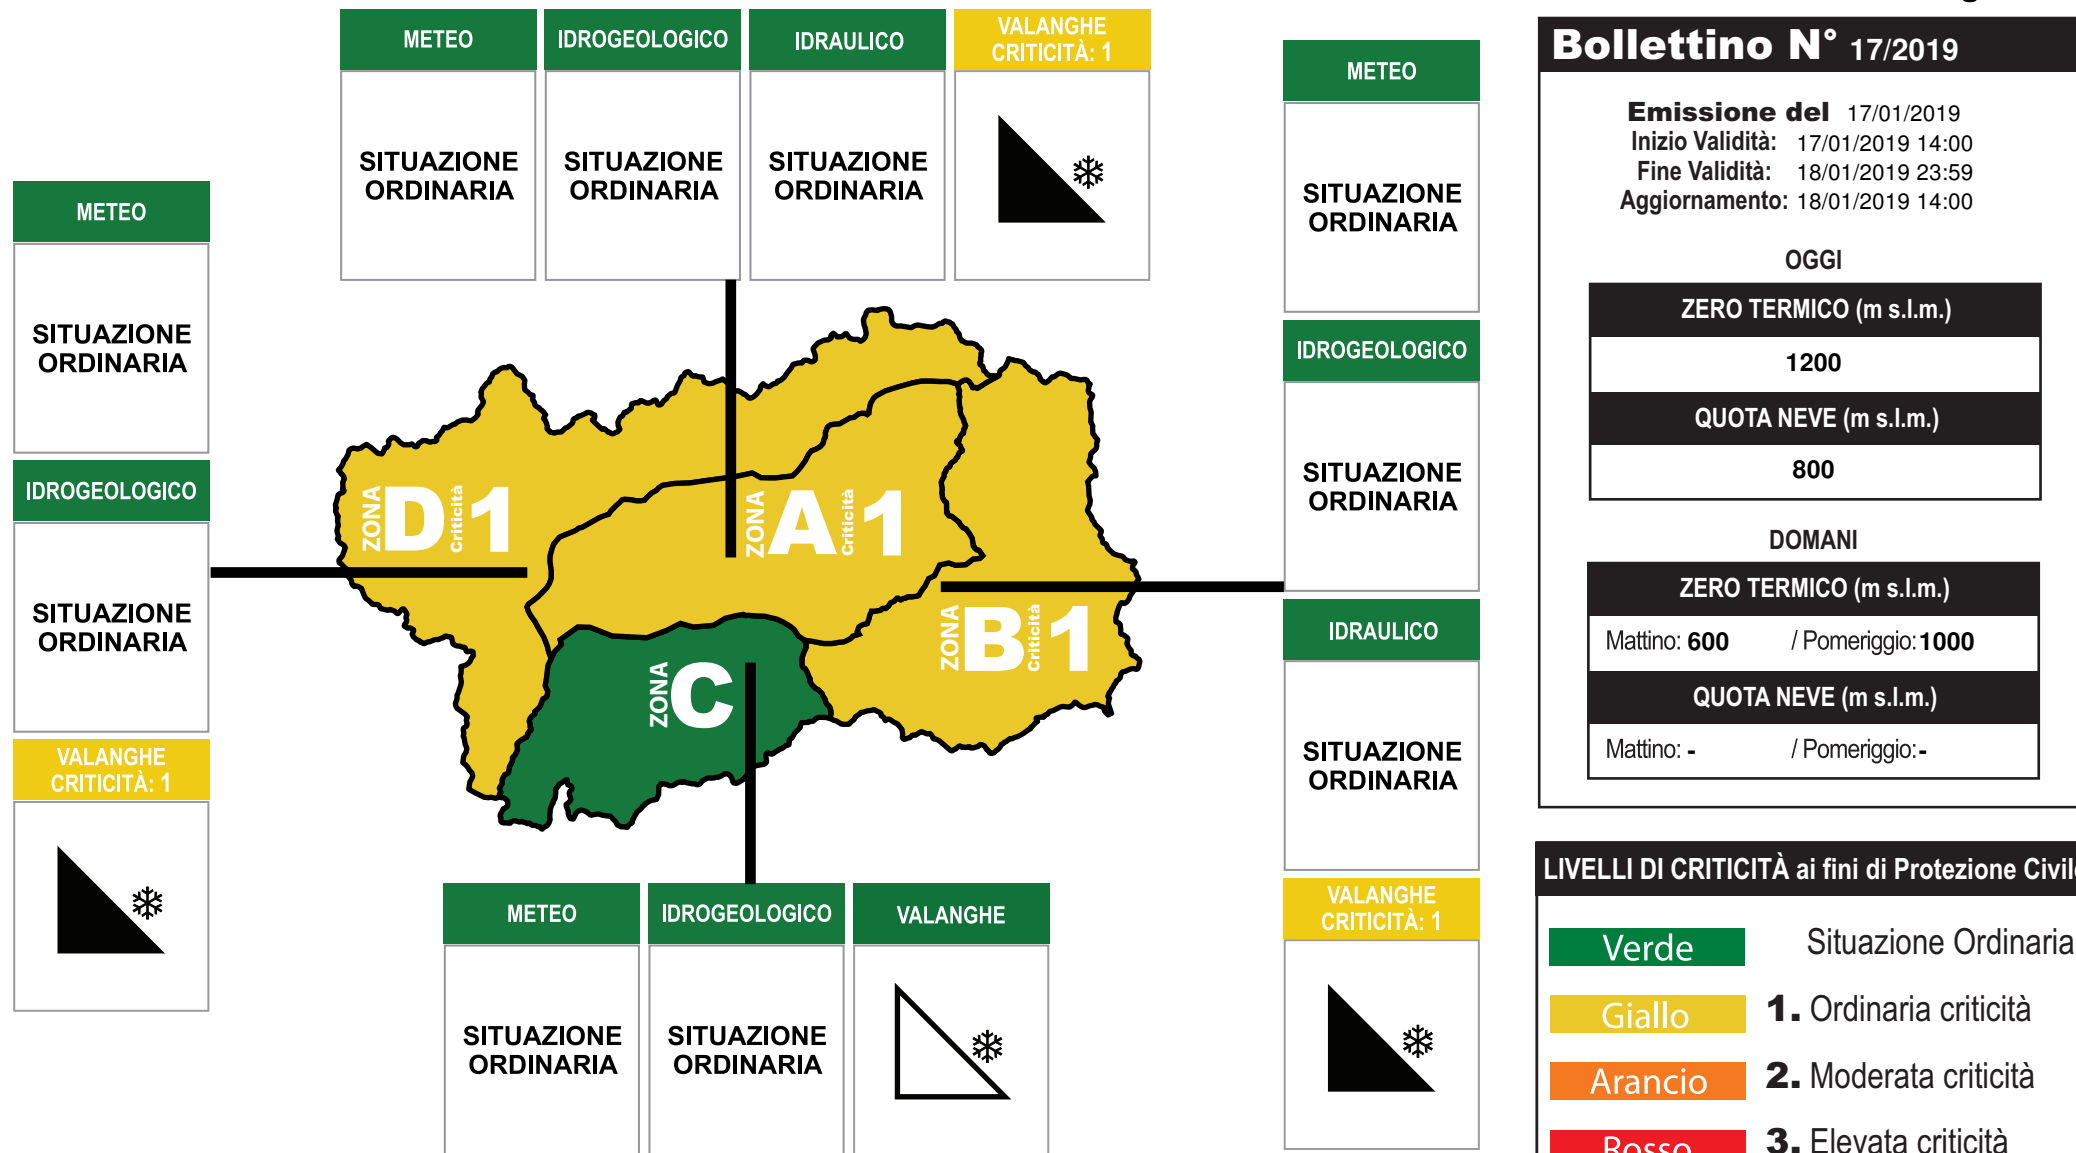 METEO
IDROGEOLOGICO
IDRAULICO
VALANGHE
CRITICITÀ: 1
SITUAZIONE
ORDINARIA
SITUAZIONE
ORDINARIA
SITUAZIONE
ORDINARIA
METEO
SITUAZIONE
ORDINARIA
IDROGEOLOGICO
SITUAZIONE
ORDINARIA
VALANGHE
CRITICITÀ: 1
ZONA D Criticità 1
ZONA A Criticità 1
ZONA B Criticità 1
ZONA C
METEO
SITUAZIONE
ORDINARIA
IDROGEOLOGICO
SITUAZIONE
ORDINARIA
IDRAULICO
SITUAZIONE
ORDINARIA
VALANGHE
CRITICITÀ: 1
METEO
IDROGEOLOGICO
VALANGHE
SITUAZIONE
ORDINARIA
SITUAZIONE
ORDINARIA
Bollettino N° 17/2019
Emissione del 17/01/2019
Inizio Validità: 17/01/2019 14:00
Fine Validità: 18/01/2019 23:59
Aggiornamento: 18/01/2019 14:00
OGGI
ZERO TERMICO (m s.l.m.)
1200
QUOTA NEVE (m s.l.m.)
800
DOMANI
ZERO TERMICO (m s.l.m.)
Mattino: 600 / Pomeriggio: 1000
QUOTA NEVE (m s.l.m.)
Mattino: - / Pomeriggio: -
LIVELLI DI CRITICITÀ ai fini di Protezione Civile
Verde Situazione Ordinaria
Giallo 1. Ordinaria criticità
Arancio 2. Moderata criticità
Rosso 3. Elevata criticità